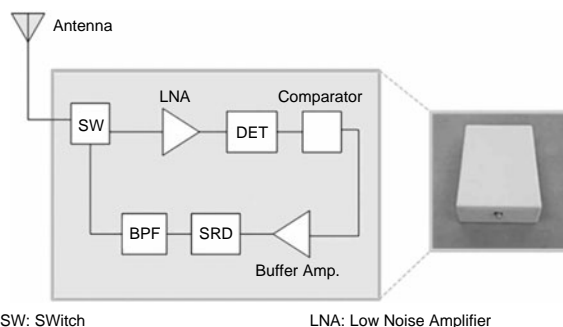 Antenna
LNA
Comparator
SW
DET
BPF
SRD
Buffer Amp.
SW: SWitch
LNA: Low Noise Amplifier